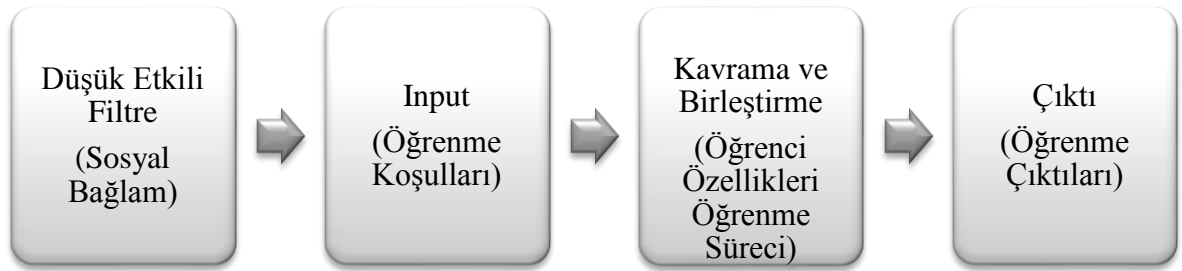 Düşük Etkili
Filtre
(Sosyal
Bağlam)
Input
(Öğrenme
Koşulları)
Kavrama ve
Birleştirme
(Öğrenci
Özellikleri
Öğrenme
Süreci)
Çıktı
(Öğrenme
Çıktıları)